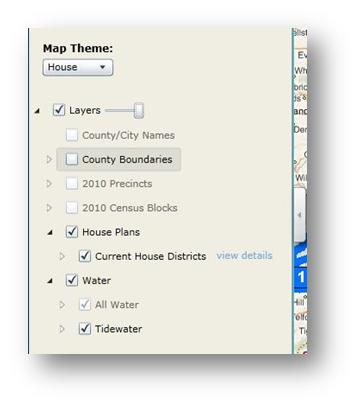 Map Theme:
House
Layers
County/City Names
County Boundaries
2010 Precincts
2010 Census Blocks
House Plans
Current House Districts view details
Water
All Water
Tidewater
1